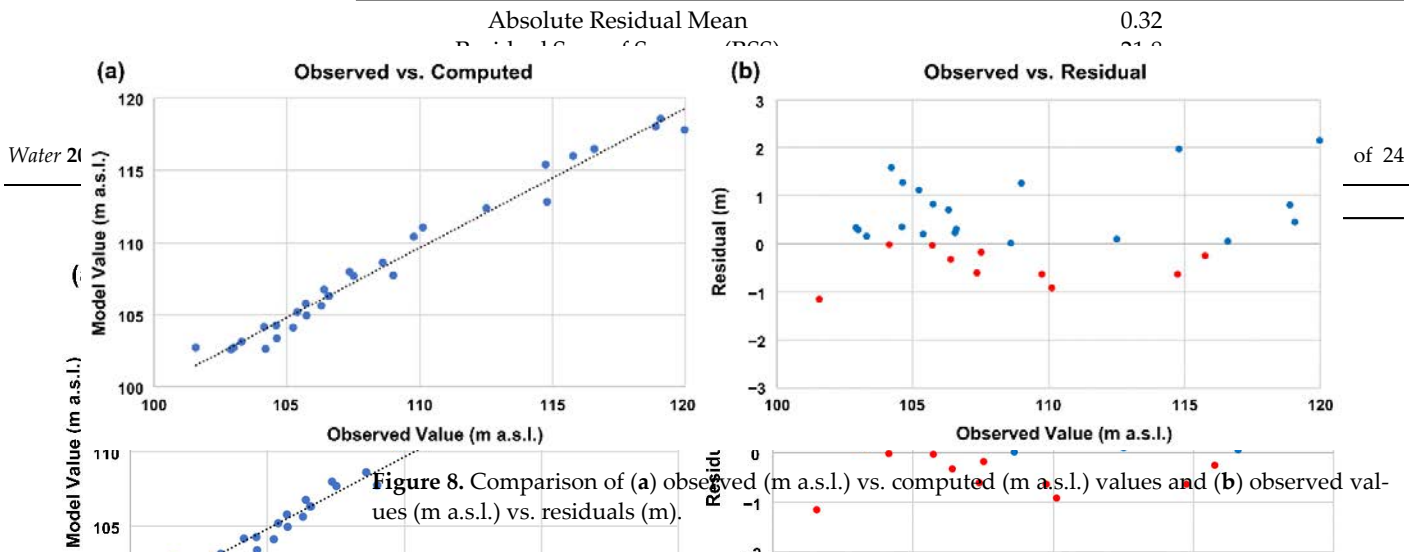 Absolute Residual Mean 0.32
(a) Observed vs. Computed
(b) Observed vs. Residual
120
115
110
105
100
Model Value (m a.s.l.)
100 105 110 115 120
Observed Value (m a.s.l.)
3
2
1
0
−1
−2
−3
Residual (m)
100 105 110 115 120
Observed Value (m a.s.l.)
Water
of 24
Model Value (m a.s.l.)
110
105
0
−1
Figure 8. Comparison of (a) observed (m a.s.l.) vs. computed (m a.s.l.) values and (b) observed val-
ues (m a.s.l.) vs. residuals (m).